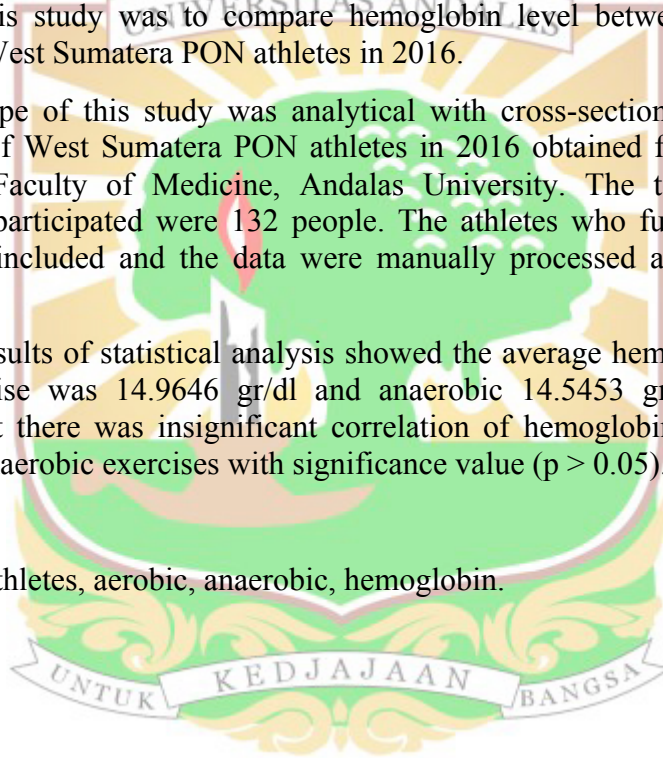 UNIVERSITAS ANDALAS
is study was to compare hemoglobin level betwe
West Sumatera PON athletes in 2016.
pe of this study was analytical with cross-section
f West Sumatera PON athletes in 2016 obtained f
Faculty of Medicine, Andalas University. The t
participated were 132 people. The athletes who fu
included and the data were manually processed a
sults of statistical analysis showed the average hem
ise was 14.9646 gr/dl and anaerobic 14.5453 gr
t there was insignificant correlation of hemoglobin
aerobic exercises with significance value (p > 0.05).
thletes, aerobic, anaerobic, hemoglobin.
UNTUK KEDJAJAAN BANGSA